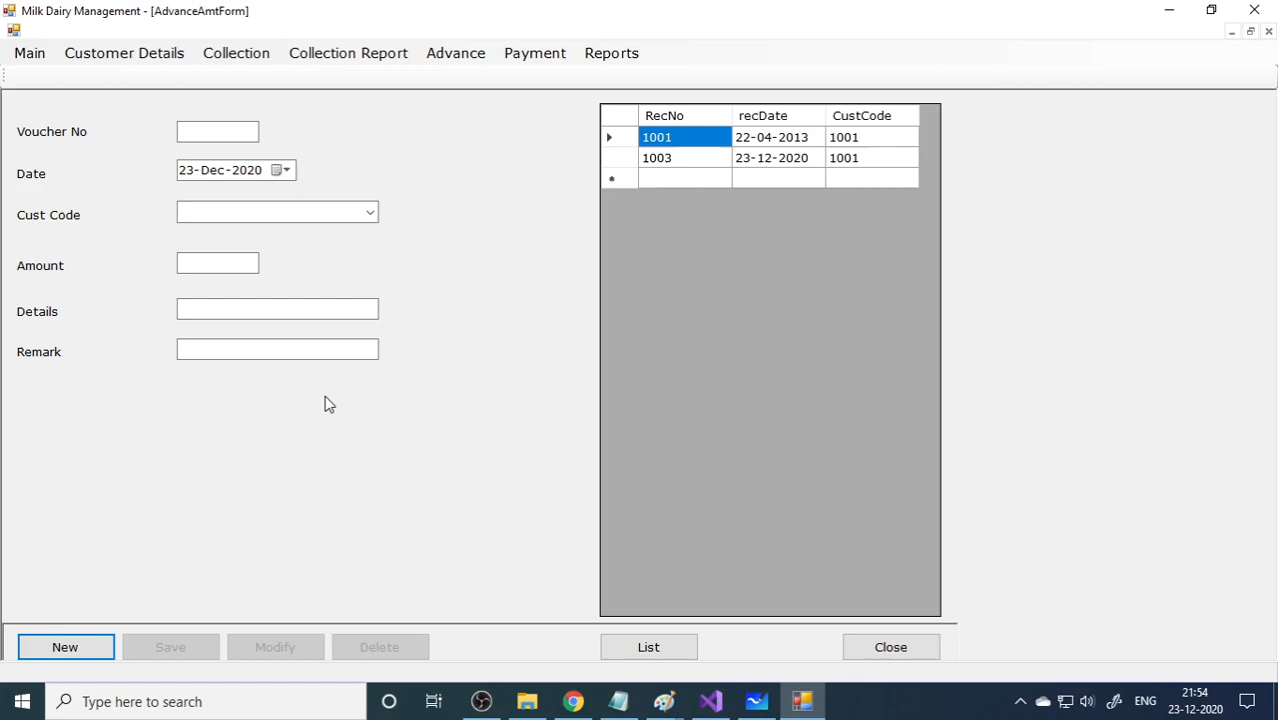 Milk Dairy Management - [AdvanceAmtForm]
Main Customer Details Collection Collection Report Advance Payment Reports
Voucher No
Date 23-Dec-2020
Cust Code
Amount
Details
Remark
RecNo recDate CustCode
1001 22-04-2013 1001
1003 23-12-2020 1001
New Save Modify Delete List Close
Type here to search
ENG
21:54
23-12-2020